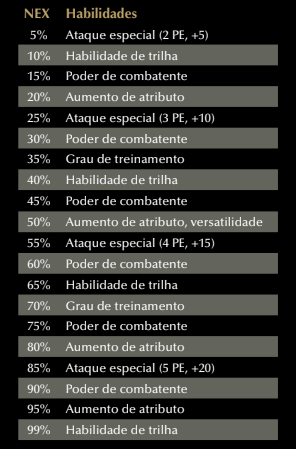 NEX Habilidades
5% Ataque especial (2 PE, +5)
10% Habilidade de trilha
15% Poder de combatente
20% Aumento de atributo
25% Ataque especial (3 PE, +10)
30% Poder de combatente
35% Grau de treinamento
40% Habilidade de trilha
45% Poder de combatente
50% Aumento de atributo, versatilidade
55% Ataque especial (4 PE, +15)
60% Poder de combatente
65% Habilidade de trilha
70% Grau de treinamento
75% Poder de combatente
80% Aumento de atributo
85% Ataque especial (5 PE, +20)
90% Poder de combatente
95% Aumento de atributo
99% Habilidade de trilha